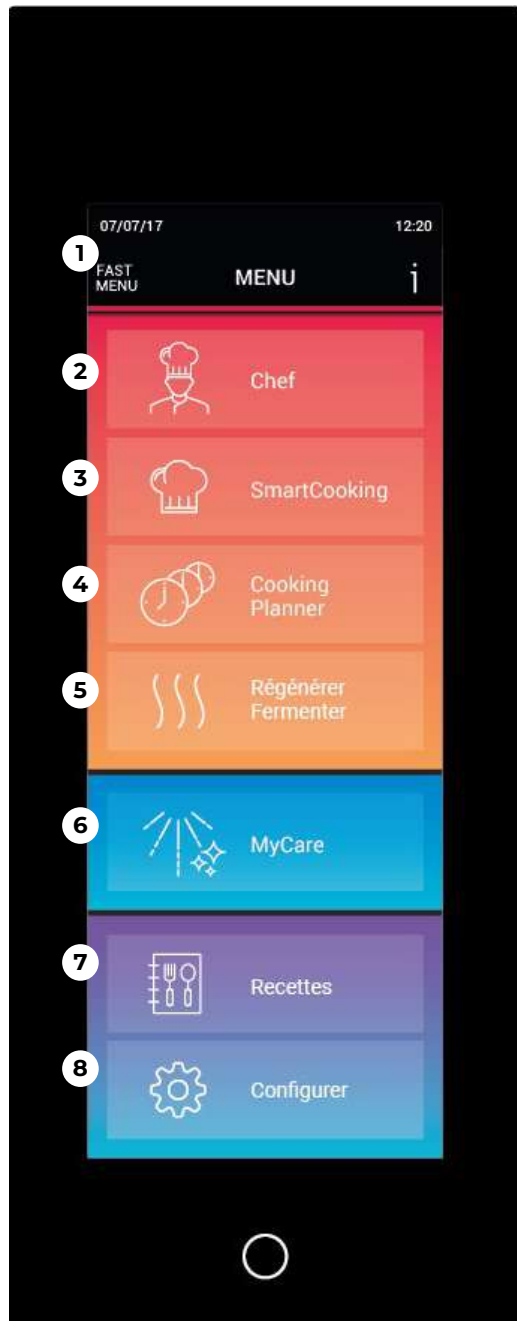 07/07/17 12:20
1
FAST
MENU
MENU
i
2
Chef
3
SmartCooking
4
Cooking
Planner
5
Régénérer
Fermenter
6
MyCare
7
Recettes
8
Configurer